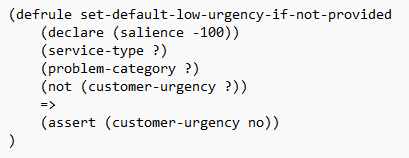 (defrule set-default-low-urgency-if-not-provided
    (declare (salience -100))
    (service-type ?)
    (problem-category ?)
    (not (customer-urgency ?))
    =>
    (assert (customer-urgency no))
)